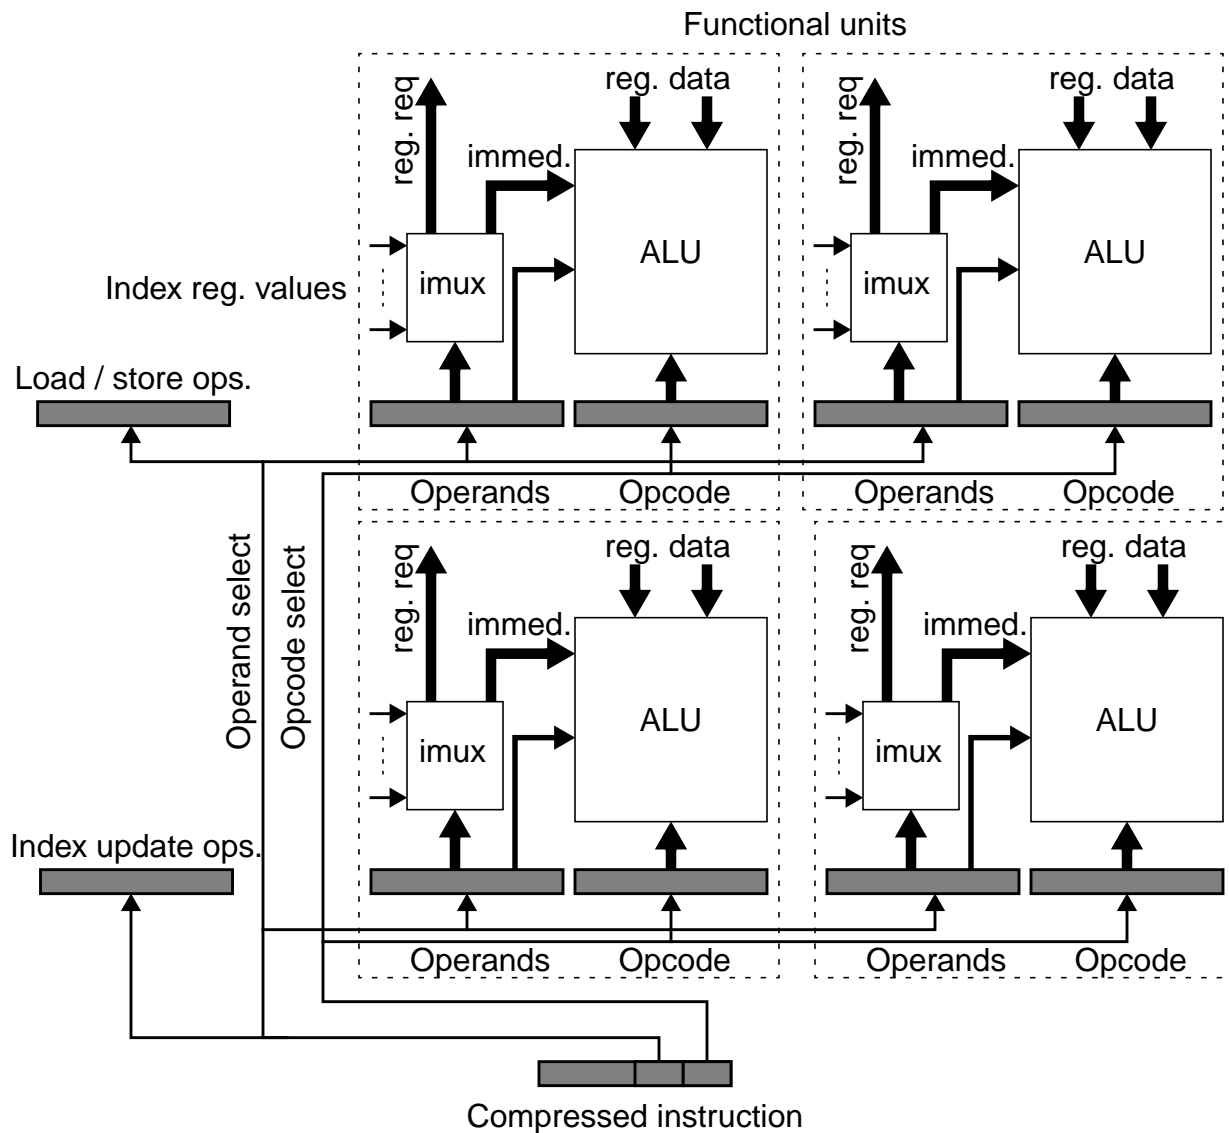 Functional units
reg. req
reg. data
immed.
ALU
imux
reg. req
reg. data
immed.
ALU
imux
Index reg. values
Load / store ops.
Operands
Opcode
Operands
Opcode
Operand select
Opcode select
reg. req
reg. data
immed.
ALU
imux
reg. req
reg. data
immed.
ALU
imux
Index update ops.
Operands
Opcode
Operands
Opcode
Compressed instruction